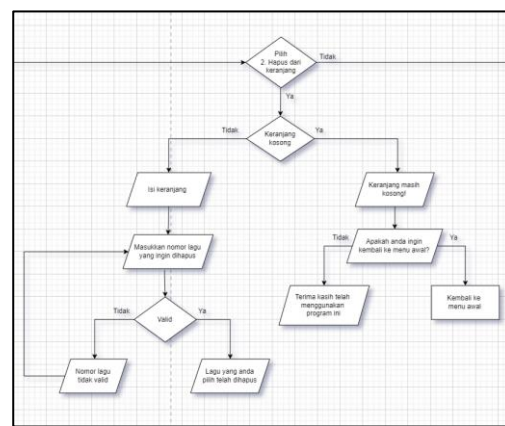 Pilih
2. Hapus dari
keranjang
Tidak
Ya
Keranjang
kosong
Tidak
Ya
Isi keranjang
Keranjang masih
kosong!
Masukkan nomor lagu
yang ingin dihapus
Apakah anda ingin
kembali ke menu awal?
Tidak
Ya
Terima kasih telah
menggunakan
program ini
Kembali ke
menu awal
Valid
Tidak
Ya
Nomor lagu
tidak valid
Lagu yang anda
pilih telah dihapus